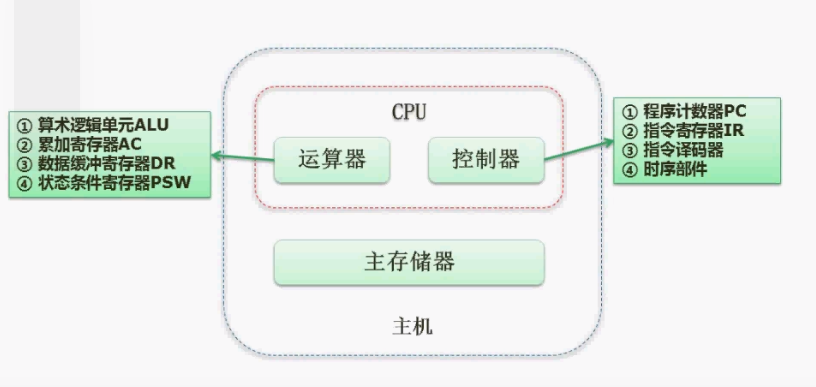 CPU
① 算术逻辑单元ALU
② 累加寄存器AC
③ 数据缓冲寄存器DR
④ 状态条件寄存器PSW
运算器
控制器
① 程序计数器PC
② 指令寄存器IR
③ 指令译码器
④ 时序部件
主存储器
主机